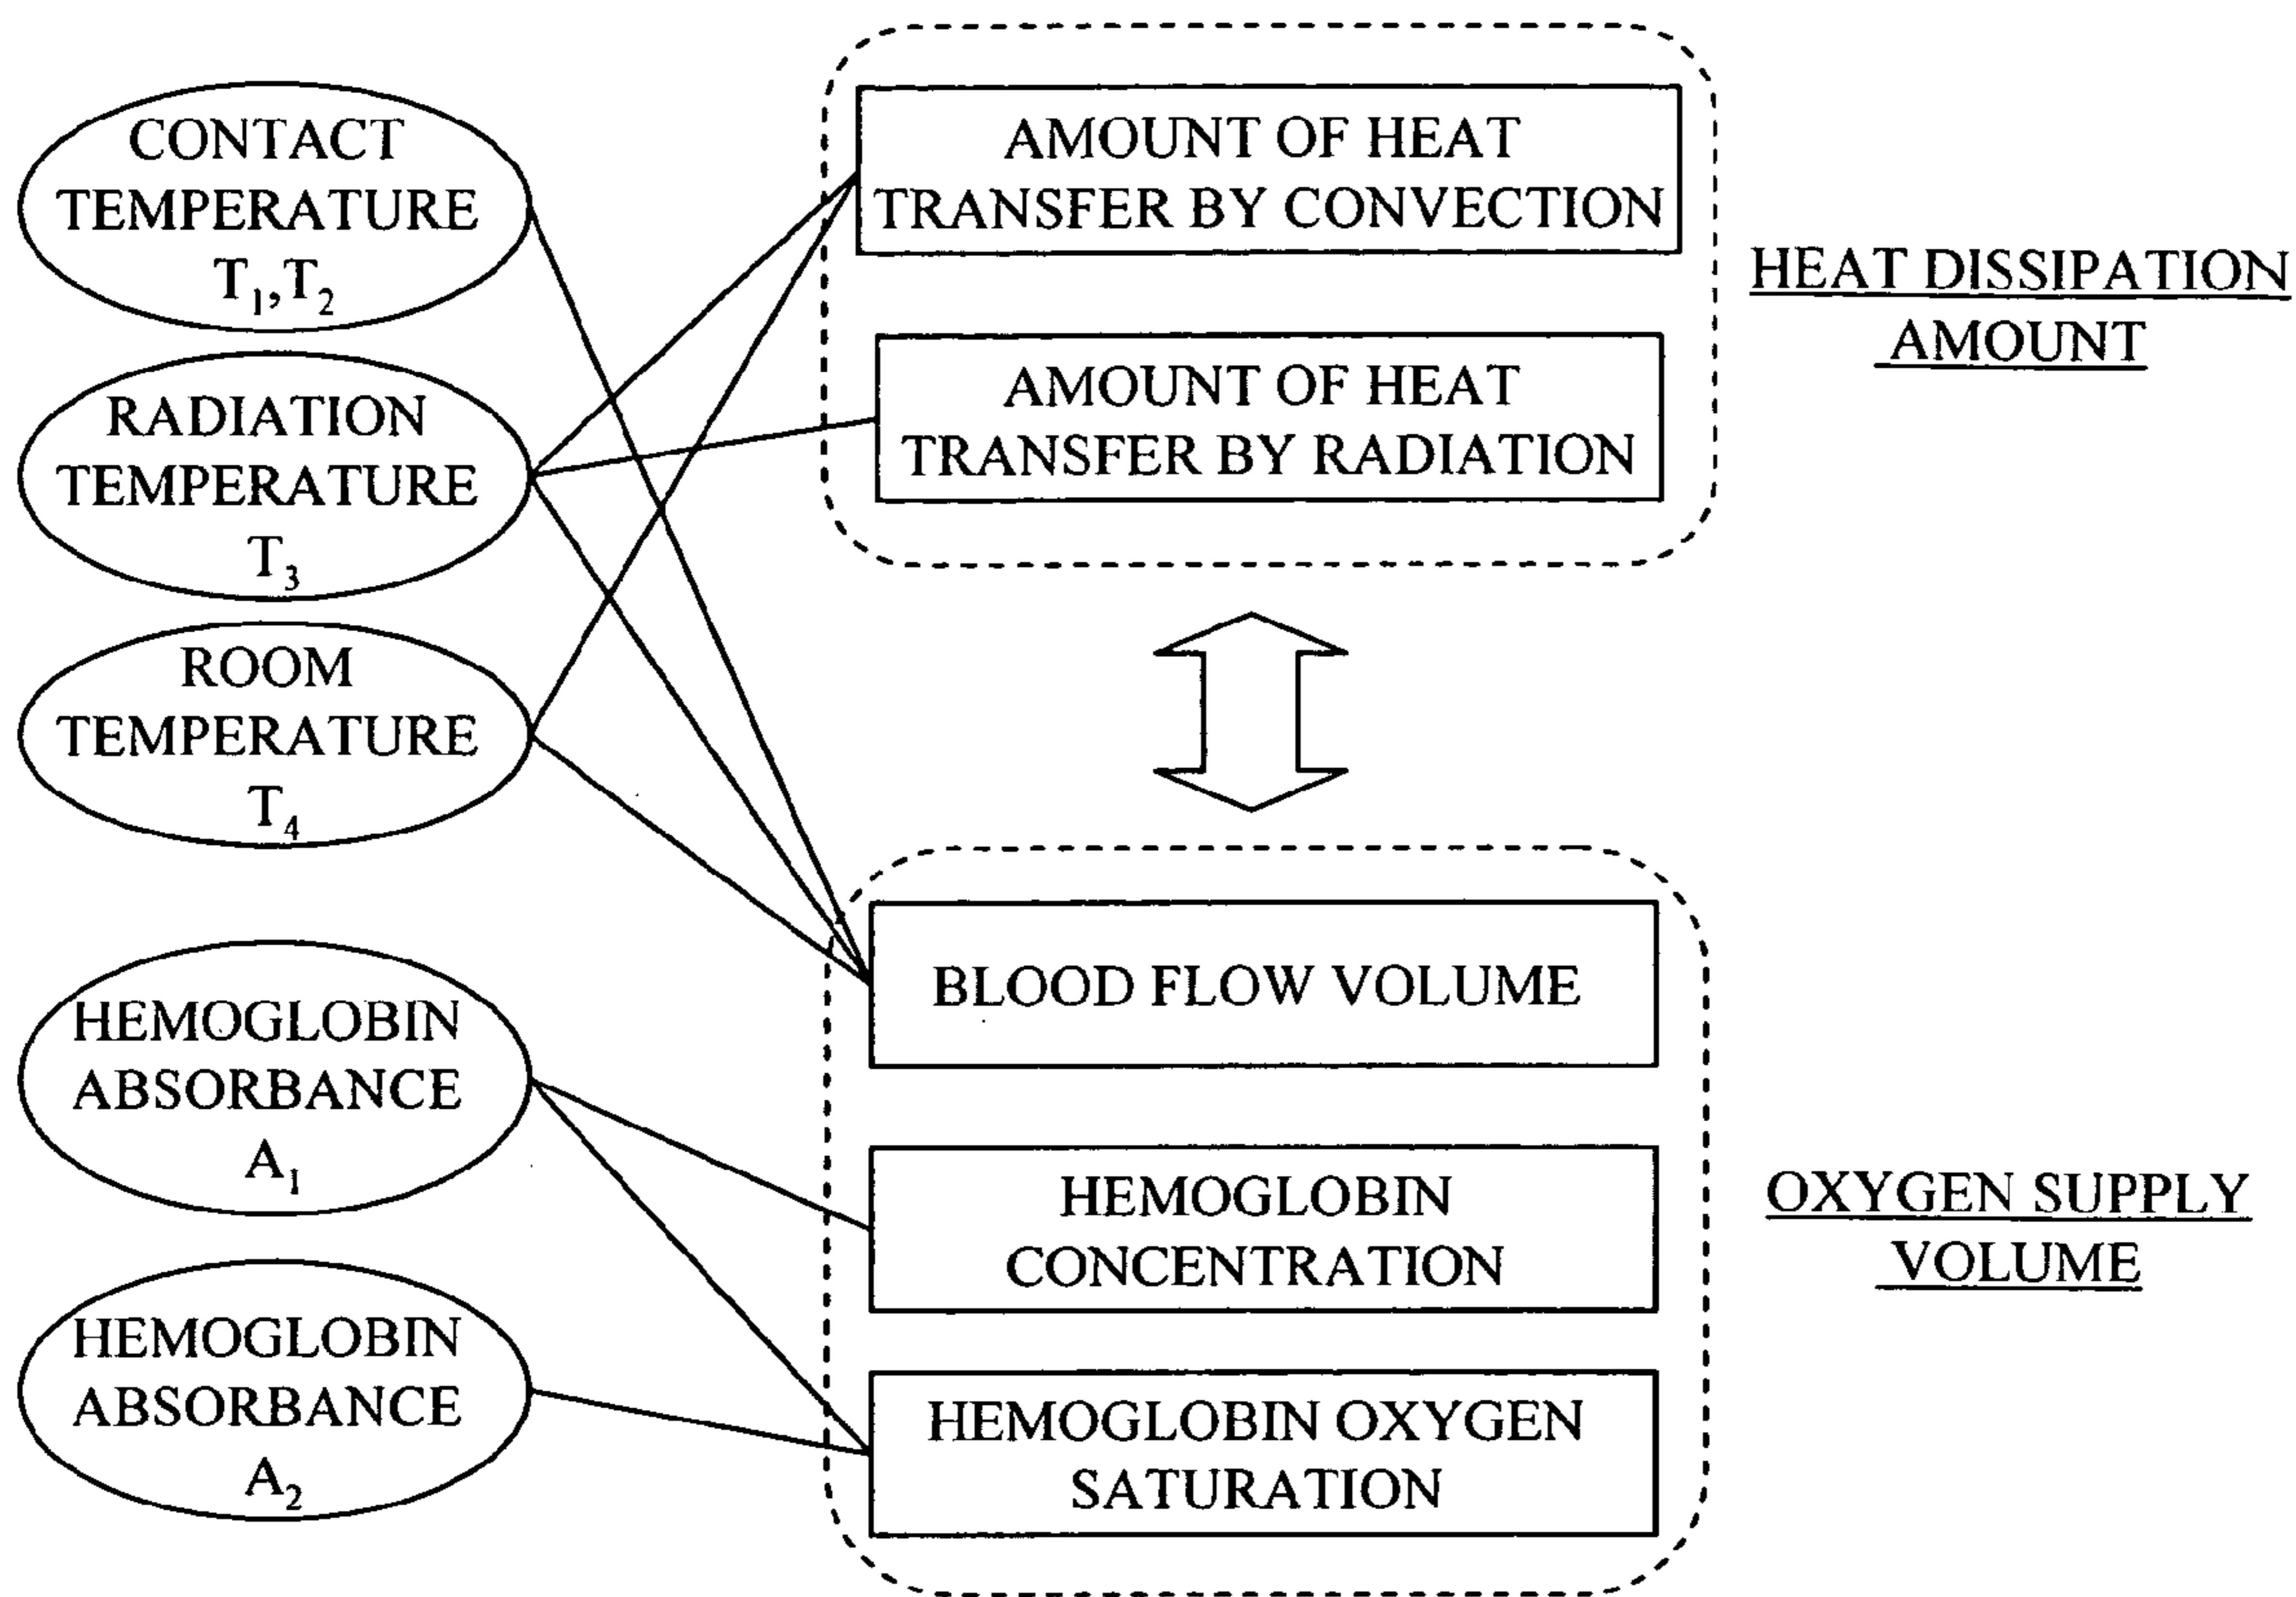 CONTACT
TEMPERATURE
T₁,T₂
RADIATION
TEMPERATURE
T₃
ROOM
TEMPERATURE
T₄
HEMOGLOBIN
ABSORBANCE
A₁
HEMOGLOBIN
ABSORBANCE
A₂
AMOUNT OF HEAT
TRANSFER BY CONVECTION
AMOUNT OF HEAT
TRANSFER BY RADIATION
HEAT DISSIPATION
AMOUNT
BLOOD FLOW VOLUME
HEMOGLOBIN
CONCENTRATION
HEMOGLOBIN OXYGEN
SATURATION
OXYGEN SUPPLY
VOLUME